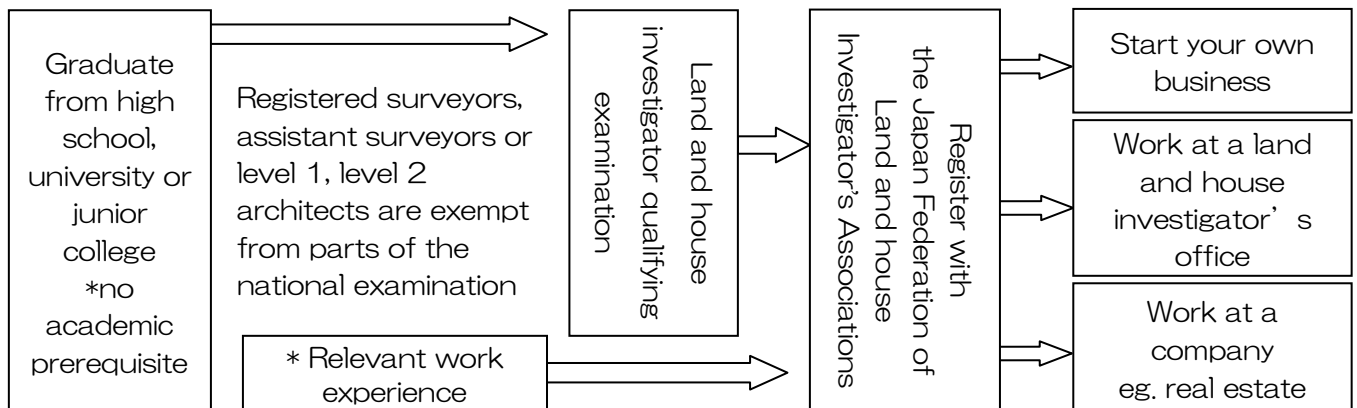 Graduate
from high
school,
university or
junior
college
*no
academic
prerequisite
Registered surveyors,
assistant surveyors or
level 1, level 2
architects are exempt
from parts of the
national examination
* Relevant work
experience
Land and house
investigator qualifying
examination
Register with
the Japan Federation of
Land and house
Investigator's Associations
Start your own
business
Work at a land
and house
investigator’s
office
Work at a
company
eg. real estate